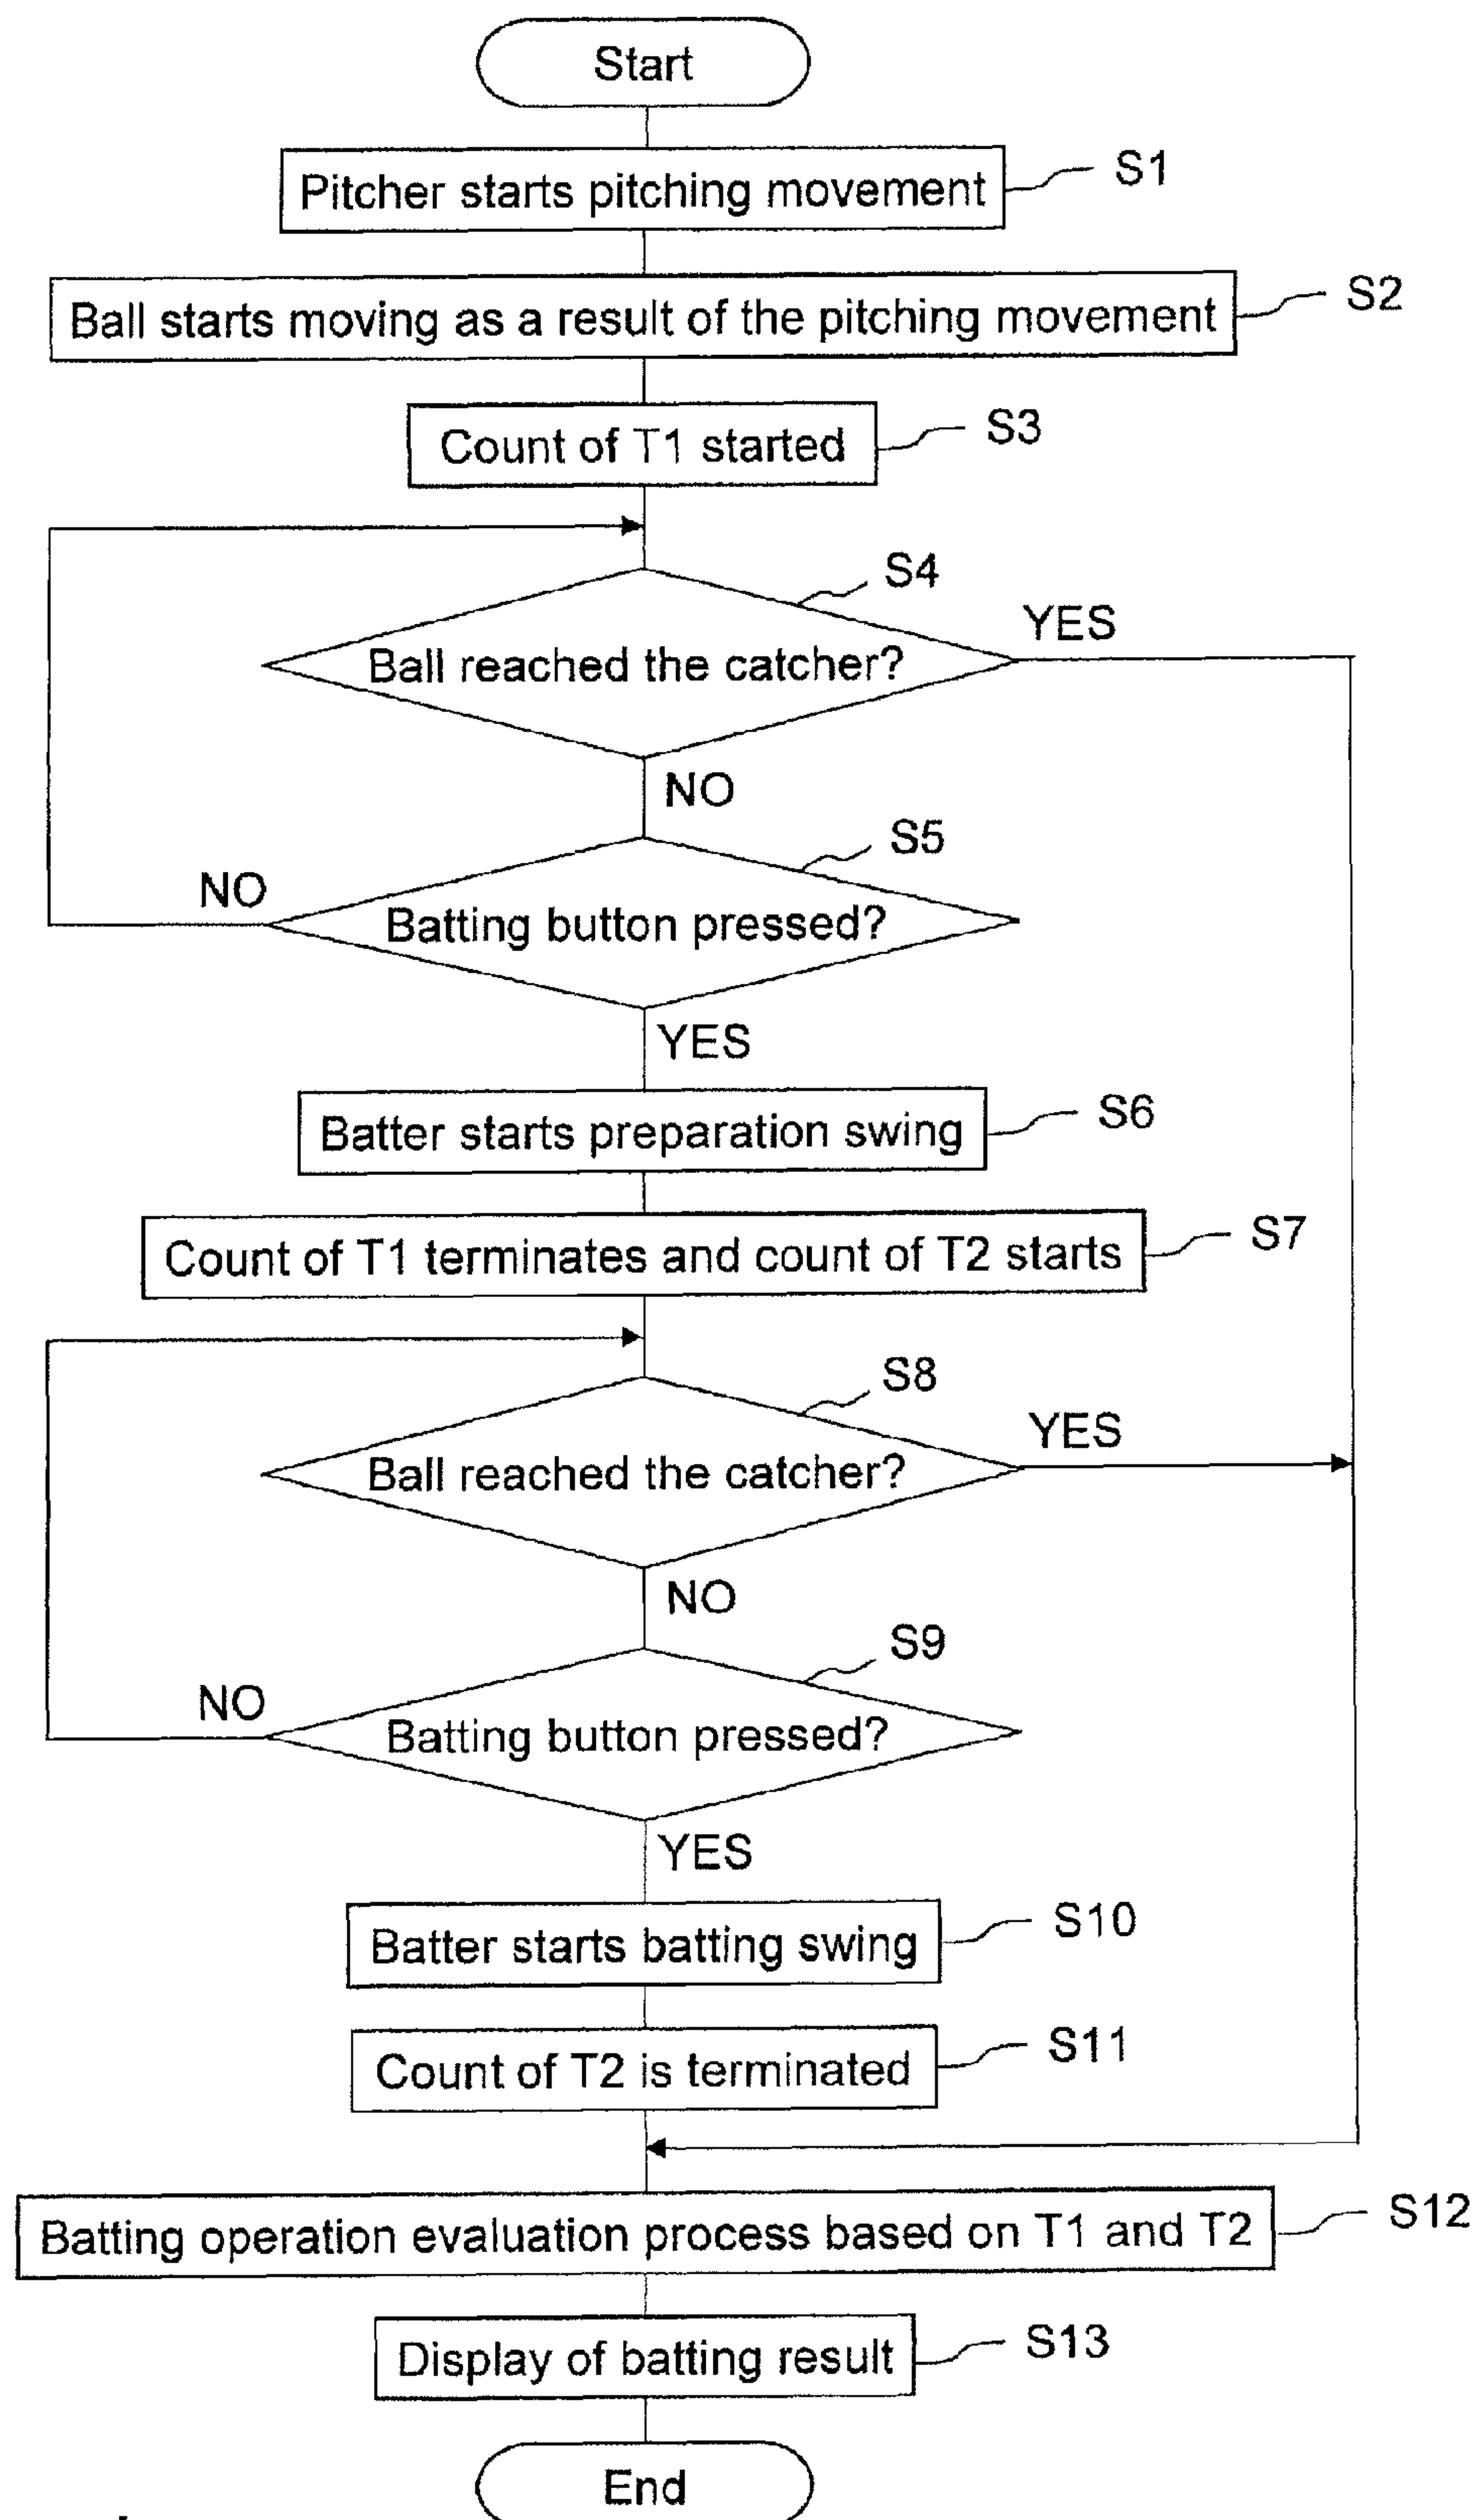 Start
Pitcher starts pitching movement
S1
Ball starts moving as a result of the pitching movement
S2
Count of T1 started
S3
S4
Ball reached the catcher?
YES
NO
S5
Batting button pressed?
NO
YES
Batter starts preparation swing
S6
Count of T1 terminates and count of T2 starts
S7
S8
Ball reached the catcher?
YES
NO
S9
Batting button pressed?
NO
YES
Batter starts batting swing
S10
Count of T2 is terminated
S11
Batting operation evaluation process based on T1 and T2
S12
Display of batting result
S13
End